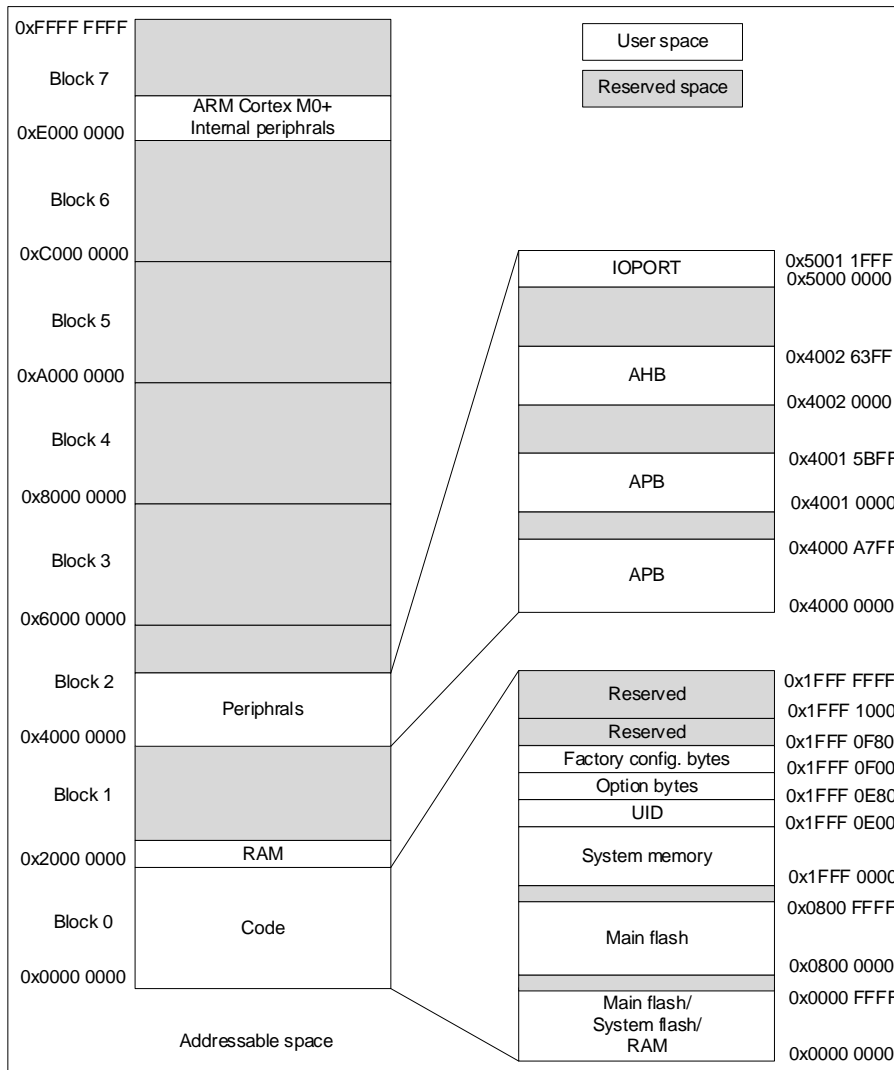 0xFFFF FFFF
Block 7
ARM Cortex M0+
Internal periphrals
0xE000 0000
Block 6
0xC000 0000
Block 5
0xA000 0000
Block 4
0x8000 0000
Block 3
0x6000 0000
Block 2
Periphrals
0x4000 0000
Block 1
RAM
0x2000 0000
Block 0
Code
0x0000 0000
Addressable space
User space
Reserved space
IOPORT
0x5001 1FFF
0x5000 0000
0x4002 63FF
AHB
0x4002 0000
0x4001 5BFF
APB
0x4001 0000
0x4000 A7FF
APB
0x4000 0000
0x1FFF FFFF
Reserved
0x1FFF 1000
Reserved
0x1FFF 0F80
Factory config. bytes
0x1FFF 0F00
Option bytes
0x1FFF 0E80
UID
0x1FFF 0E00
System memory
0x1FFF 0000
0x0800 FFFF
Main flash
0x0800 0000
0x0000 FFFF
Main flash/
System flash/
RAM
0x0000 0000